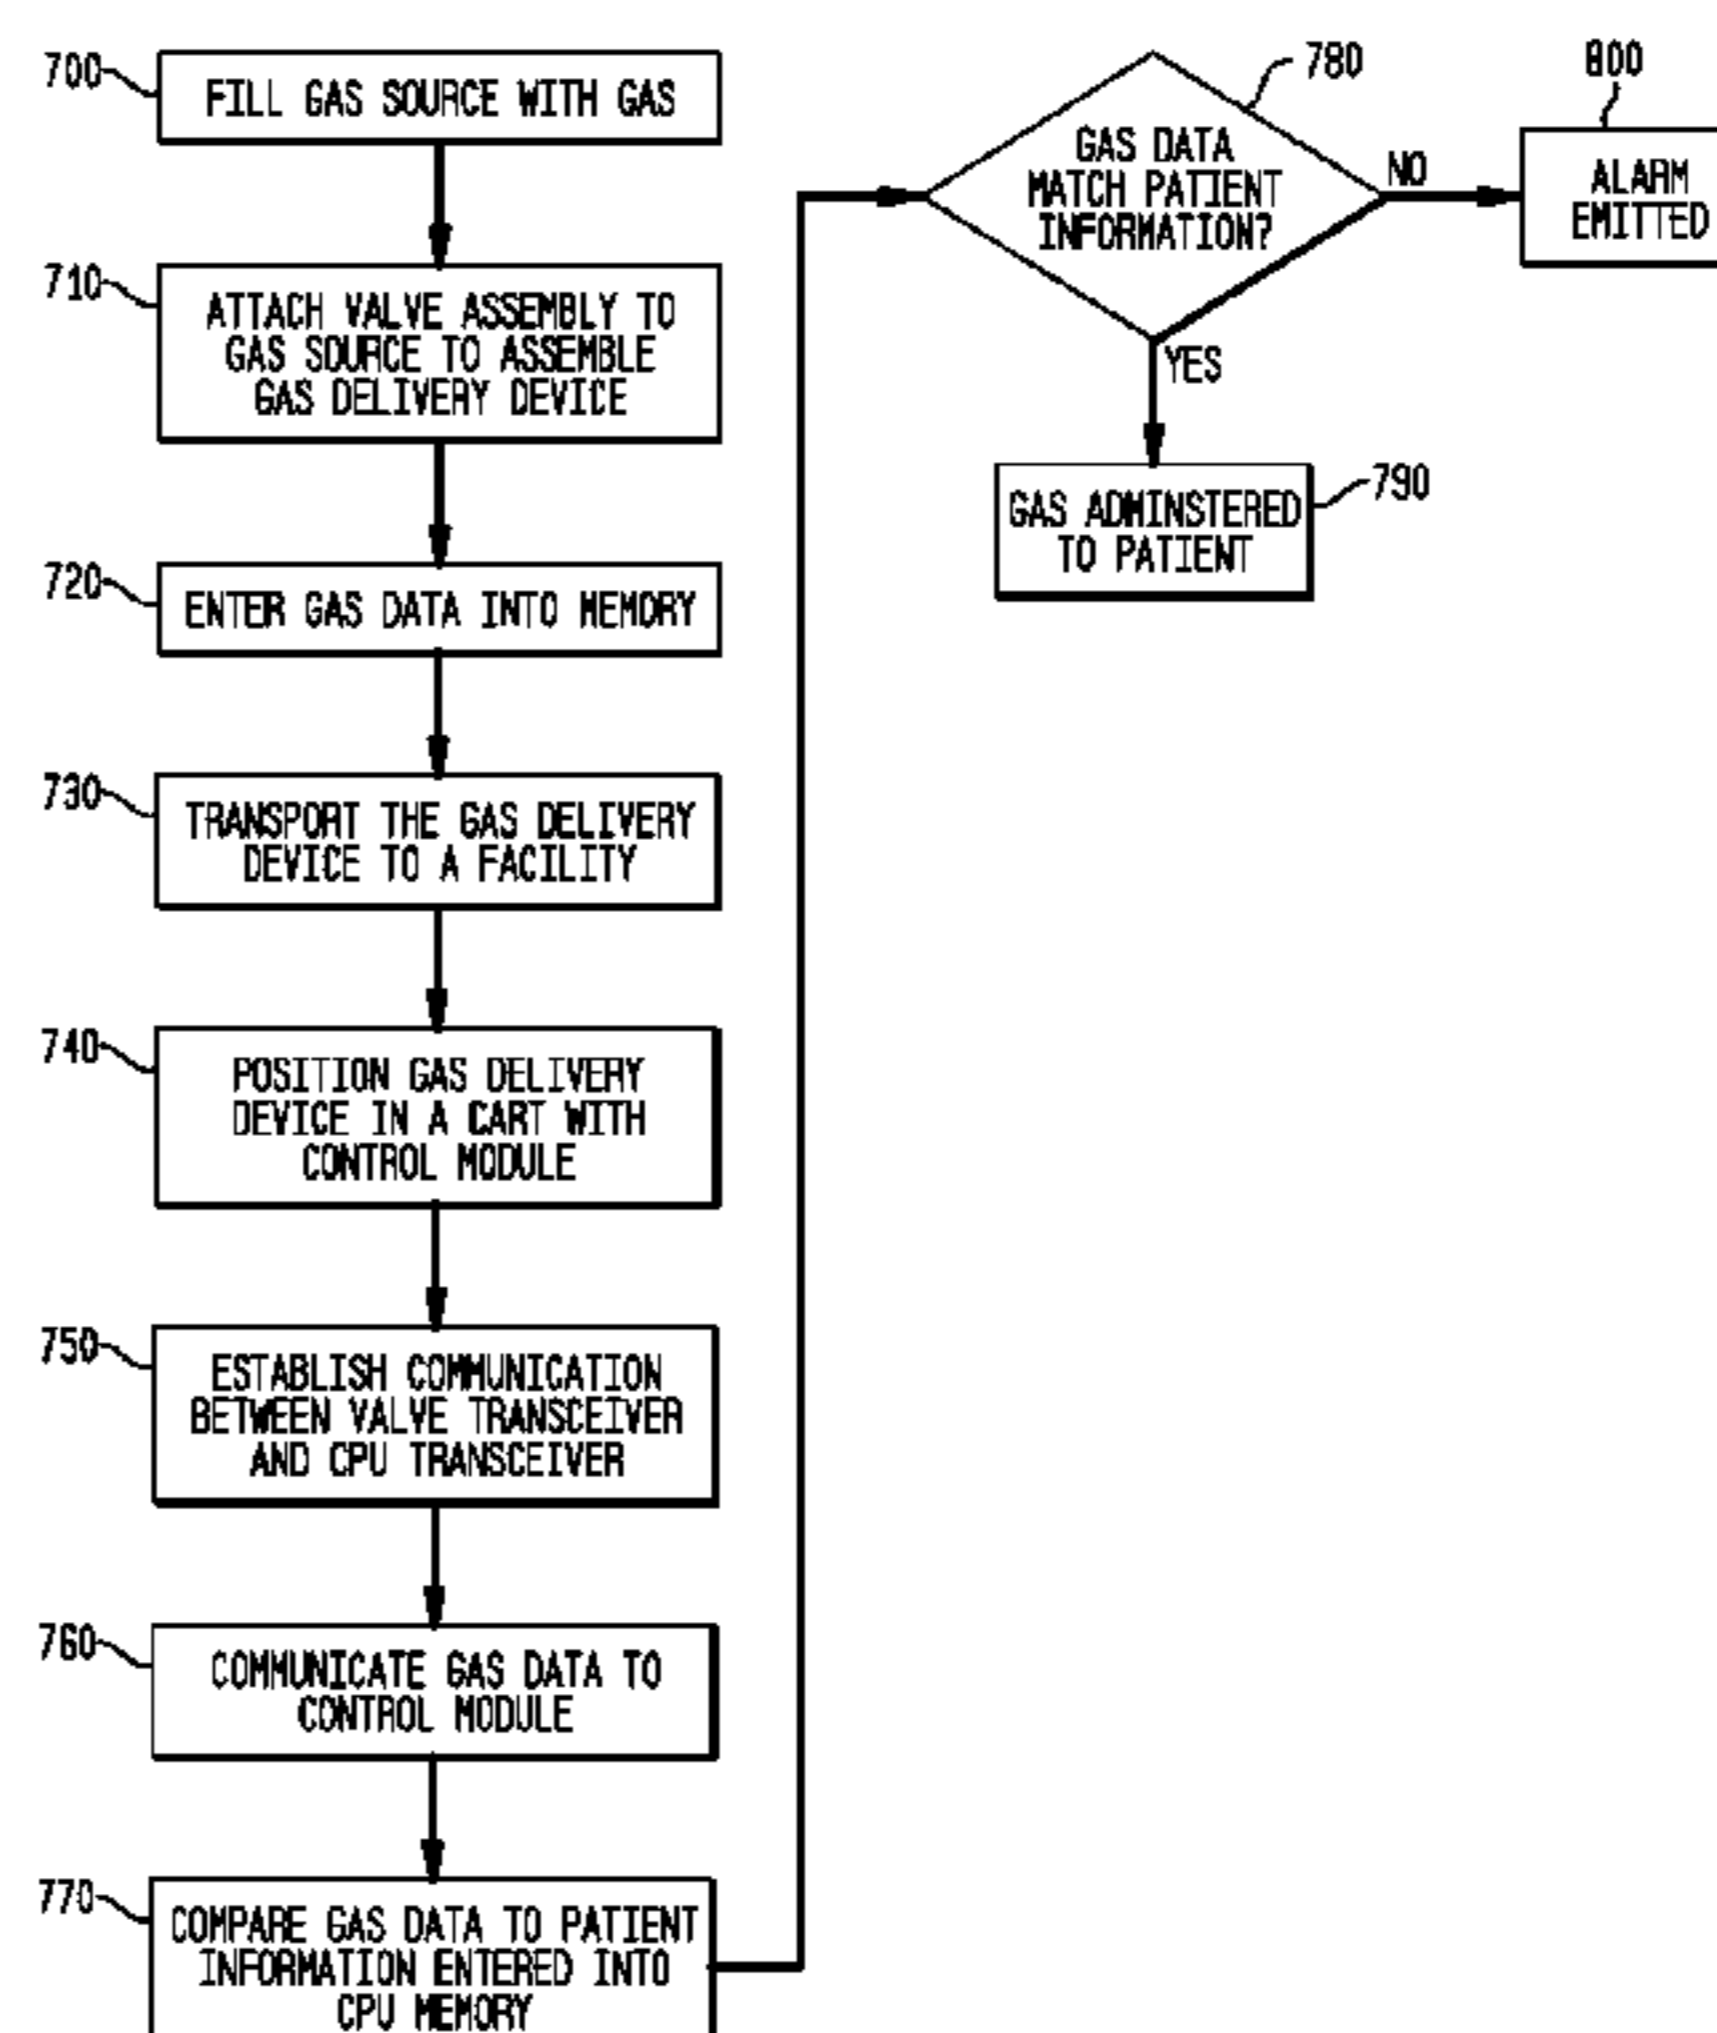 700
FILL GAS SOURCE WITH GAS
710
ATTACH VALVE ASSEMBLY TO
GAS SOURCE TO ASSEMBLE
GAS DELIVERY DEVICE
720
ENTER GAS DATA INTO MEMORY
730
TRANSPORT THE GAS DELIVERY
DEVICE TO A FACILITY
740
POSITION GAS DELIVERY
DEVICE IN A CART WITH
CONTROL MODULE
750
ESTABLISH COMMUNICATION
BETWEEN VALVE TRANSCEIVER
AND CPU TRANSCEIVER
760
COMMUNICATE GAS DATA TO
CONTROL MODULE
770
COMPARE GAS DATA TO PATIENT
INFORMATION ENTERED INTO
CPU MEMORY
780
GAS DATA
MATCH PATIENT
INFORMATION?
NO
800
ALARM
EMITTED
YES
790
GAS ADMINSTERED
TO PATIENT